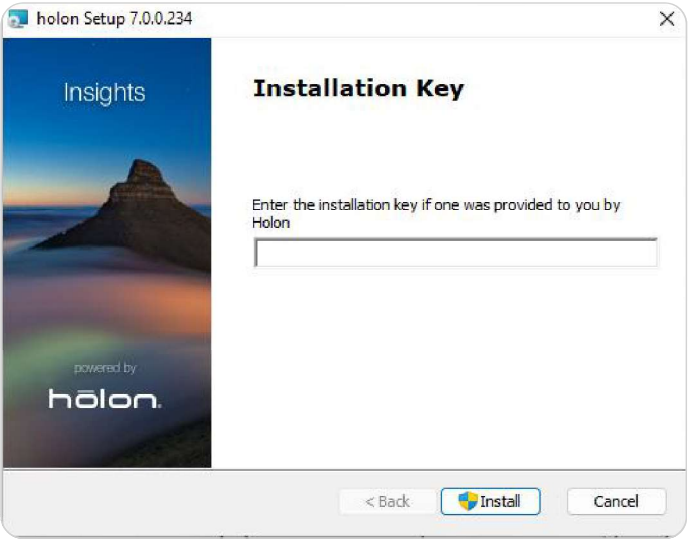 holon Setup 7.0.0.234
Insights
powered by
hōlon.
Installation Key
Enter the installation key if one was provided to you by
Holon
< Back
Install
Cancel